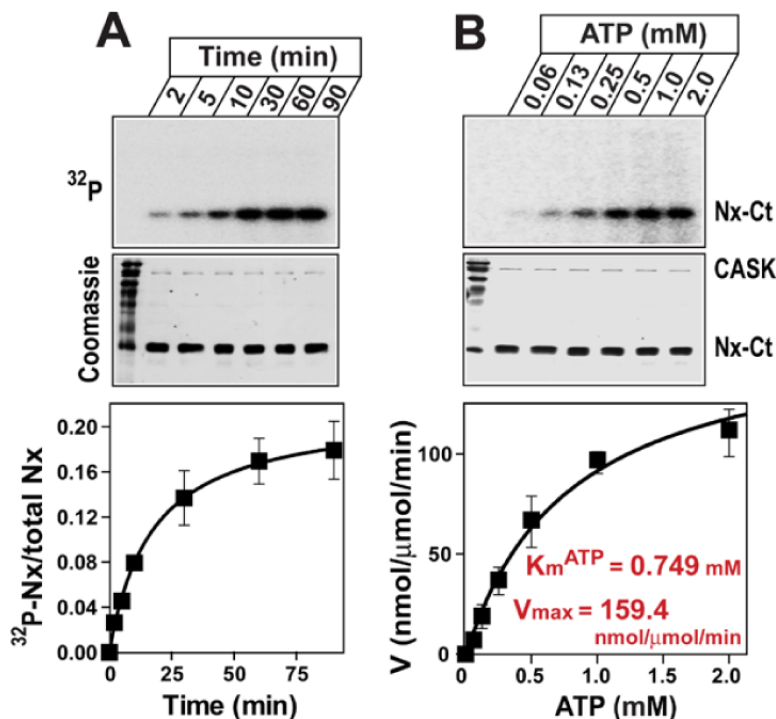 A
Time (min)
2 5 10 30 60 90
32P
Coomassie
0.20
0.16
0.12
0.08
0.04
0.00
32P-Nx/total Nx
0 25 50 75
Time (min)
B
ATP (mM)
0.06 0.13 0.25 0.5 1.0 2.0
Nx-Ct
CASK
Nx-Ct
100
50
0
V (nmol/μmol/min)
KmATP = 0.749 mM
Vmax = 159.4
nmol/μmol/min
0 0.5 1.0 1.5 2.0
ATP (mM)